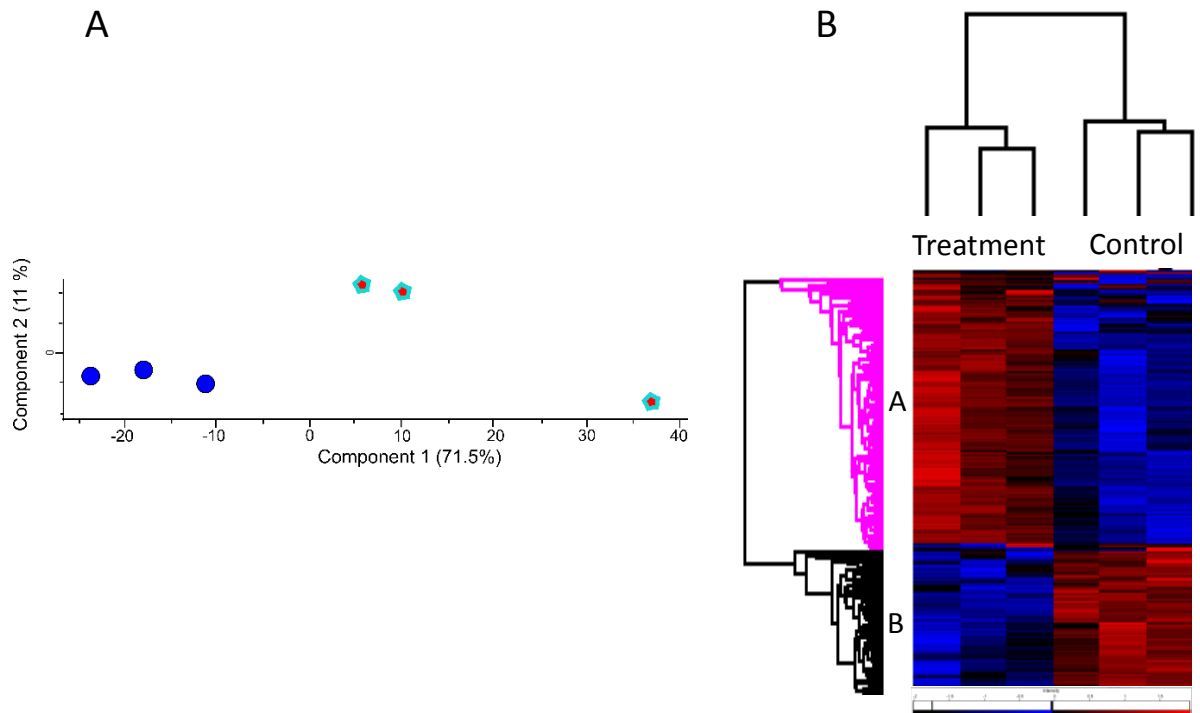 A
B
Treatment Control
Component 2 (11 %)
0
-20 -10 0 10 20 30 40
Component 1 (71.5%)
A
B